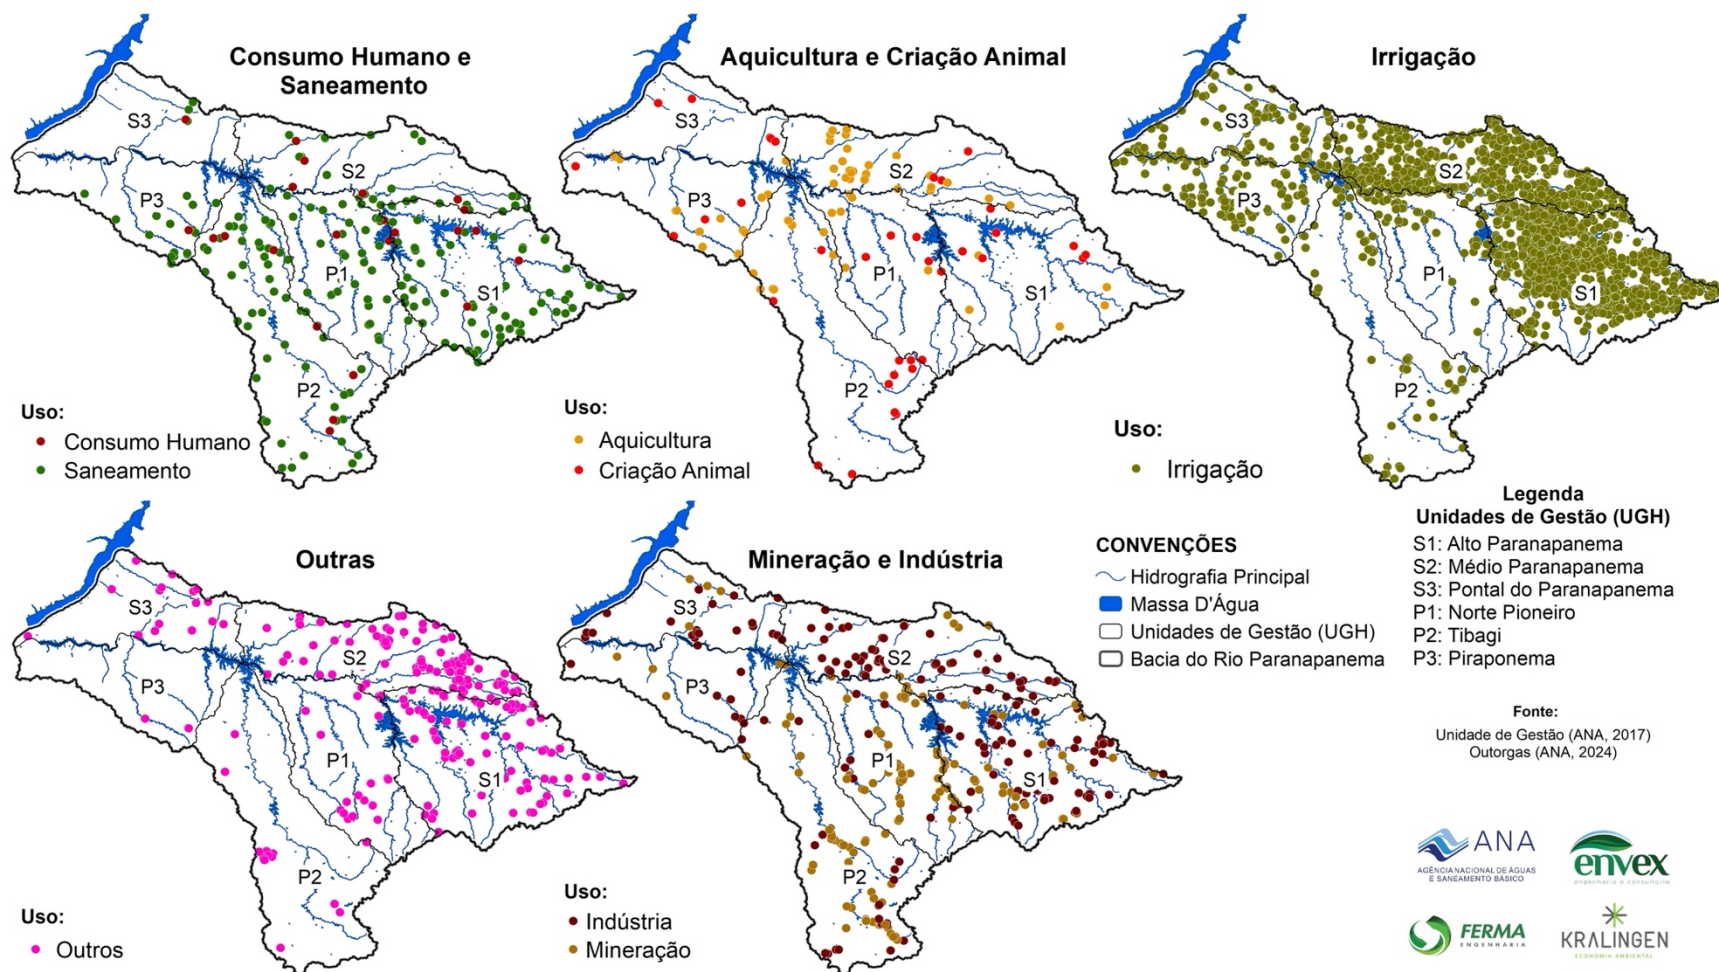 Consumo Humano e
Saneamento
S3
S2
P3
P1
S1
P2
Uso:
Consumo Humano
Saneamento
Aquicultura e Criação Animal
S3
S2
P3
P1
S1
P2
Uso:
Aquicultura
Criação Animal
Irrigação
S3
S2
P3
P1
S1
P2
Uso:
Irrigação
Outras
S3
S2
P3
P1
S1
P2
Uso:
Outros
Mineração e Indústria
S3
S2
P3
P1
S1
P2
Uso:
Indústria
Mineração
CONVENÇÕES
Hidrografia Principal
Massa D'Água
Unidades de Gestão (UGH)
Bacia do Rio Paranapanema
Legenda
Unidades de Gestão (UGH)
S1: Alto Paranapanema
S2: Médio Paranapanema
S3: Pontal do Paranapanema
P1: Norte Pioneiro
P2: Tibagi
P3: Piraponema
Fonte:
Unidade de Gestão (ANA, 2017)
Outorgas (ANA, 2024)
ANA
AGÊNCIA NACIONAL DE ÁGUAS
E SANEAMENTO BÁSICO
envex
engenharia e consultoria
FERMA
ENGENHARIA
KRALINGEN
ECONOMIA AMBIENTAL